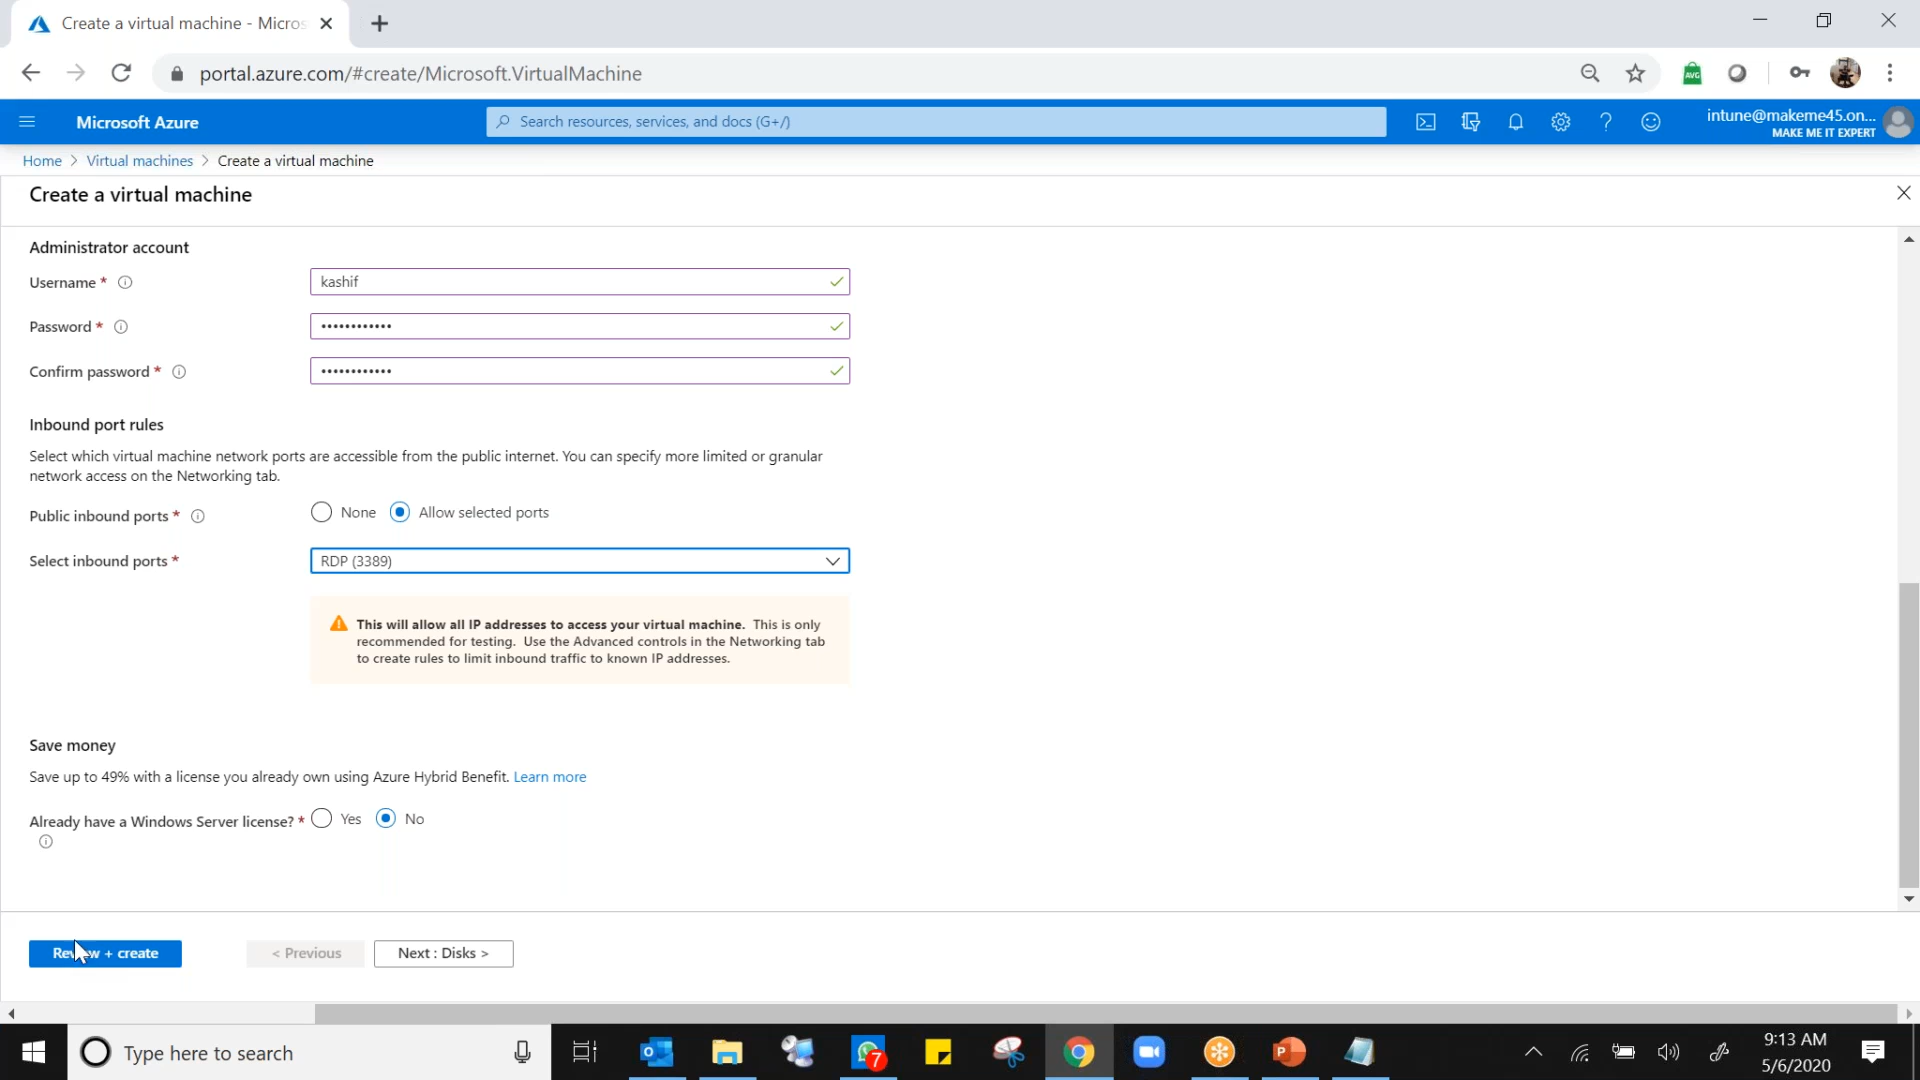 Create a virtual machine - Micros
portal.azure.com/#create/Microsoft.VirtualMachine
AVG
Microsoft Azure
Search resources, services, and docs (G+/)
intune@makeme45.on...
MAKE ME IT EXPERT
Home > Virtual machines > Create a virtual machine
Create a virtual machine
Administrator account
Username *
kashif
Password *
••••••••••••
Confirm password *
••••••••••••
Inbound port rules
Select which virtual machine network ports are accessible from the public internet. You can specify more limited or granular
network access on the Networking tab.
Public inbound ports *
None
Allow selected ports
Select inbound ports *
RDP (3389)
This will allow all IP addresses to access your virtual machine. This is only
recommended for testing. Use the Advanced controls in the Networking tab
to create rules to limit inbound traffic to known IP addresses.
Save money
Save up to 49% with a license you already own using Azure Hybrid Benefit. Learn more
Already have a Windows Server license? *
Yes
No
Review + create
< Previous
Next : Disks >
Type here to search
7
9:13 AM
5/6/2020